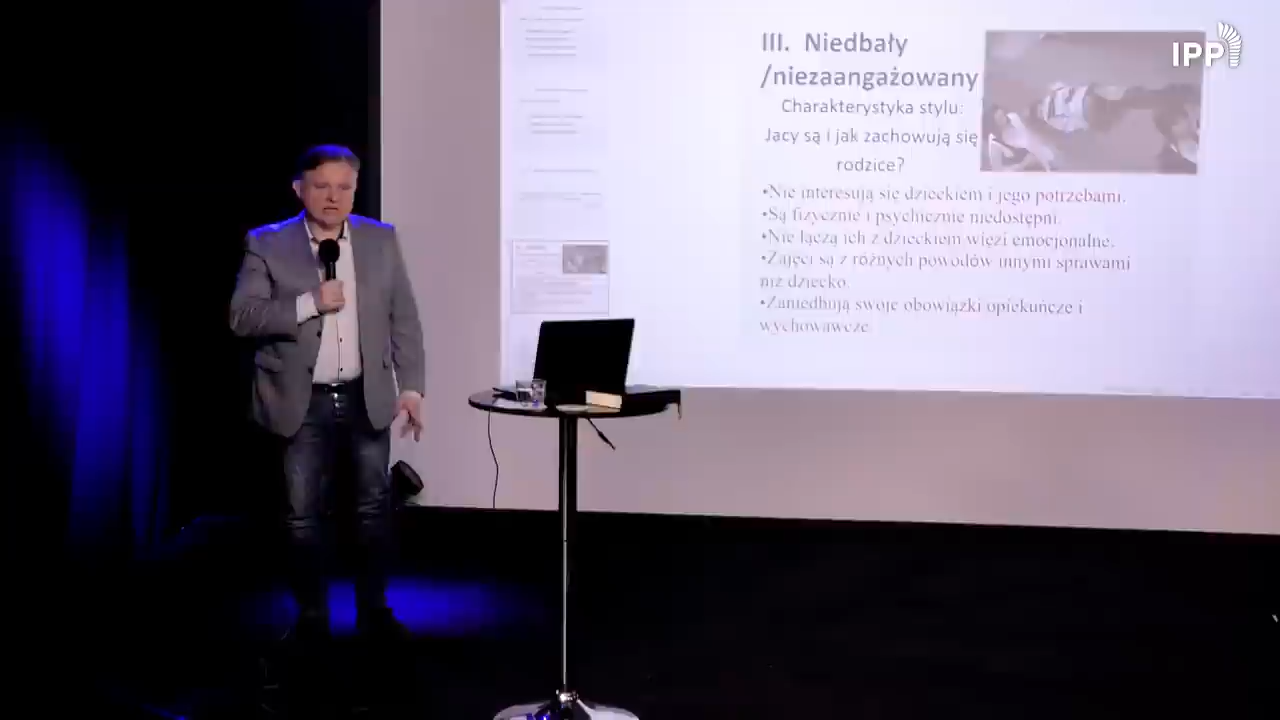 IPP
III. Niedbały
/niezaangażowany
Charakterystyka stylu:
Jacy są i jak zachowują się
rodzice?
•Nie interesują się dzieckiem i jego potrzebami.
•Są fizycznie i psychicznie niedostępni.
•Nie łączą ich z dzieckiem więzi emocjonalne.
•Zajęci są z różnych powodów innymi sprawami
niż dziecko.
•Zaniedbują swoje obowiązki opiekuńcze i
wychowawcze